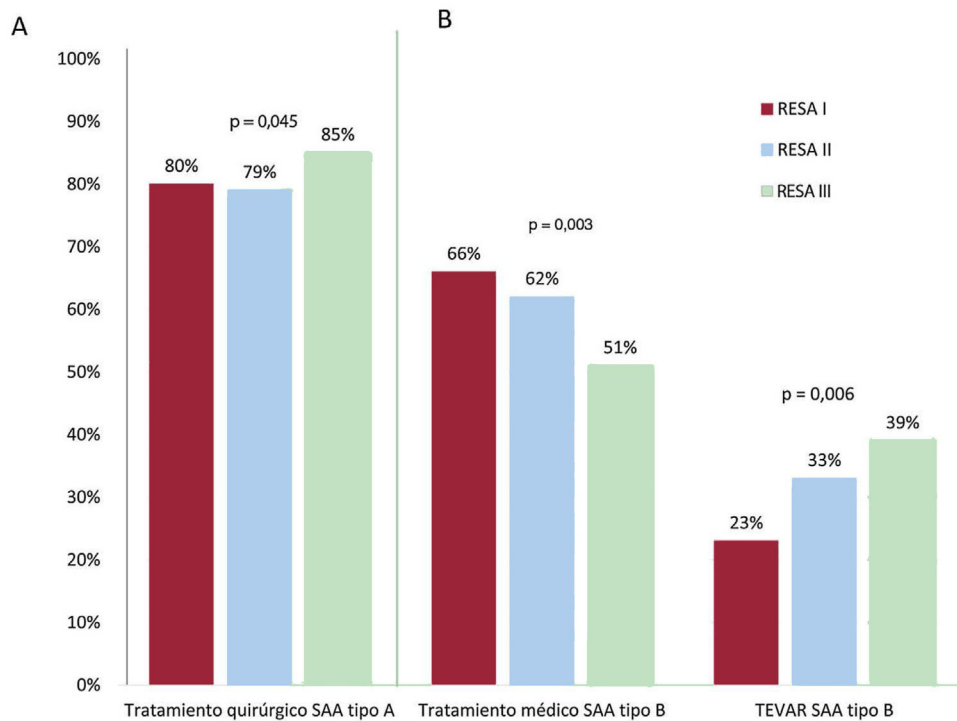 A
B
100%
90%
80%
70%
60%
50%
40%
30%
20%
10%
0%
p = 0,045
80%
79%
85%
p = 0,003
66%
62%
51%
p = 0,006
23%
33%
39%
RESA I
RESA II
RESA III
Tratamiento quirúrgico SAA tipo A
Tratamiento médico SAA tipo B
TEVAR SAA tipo B